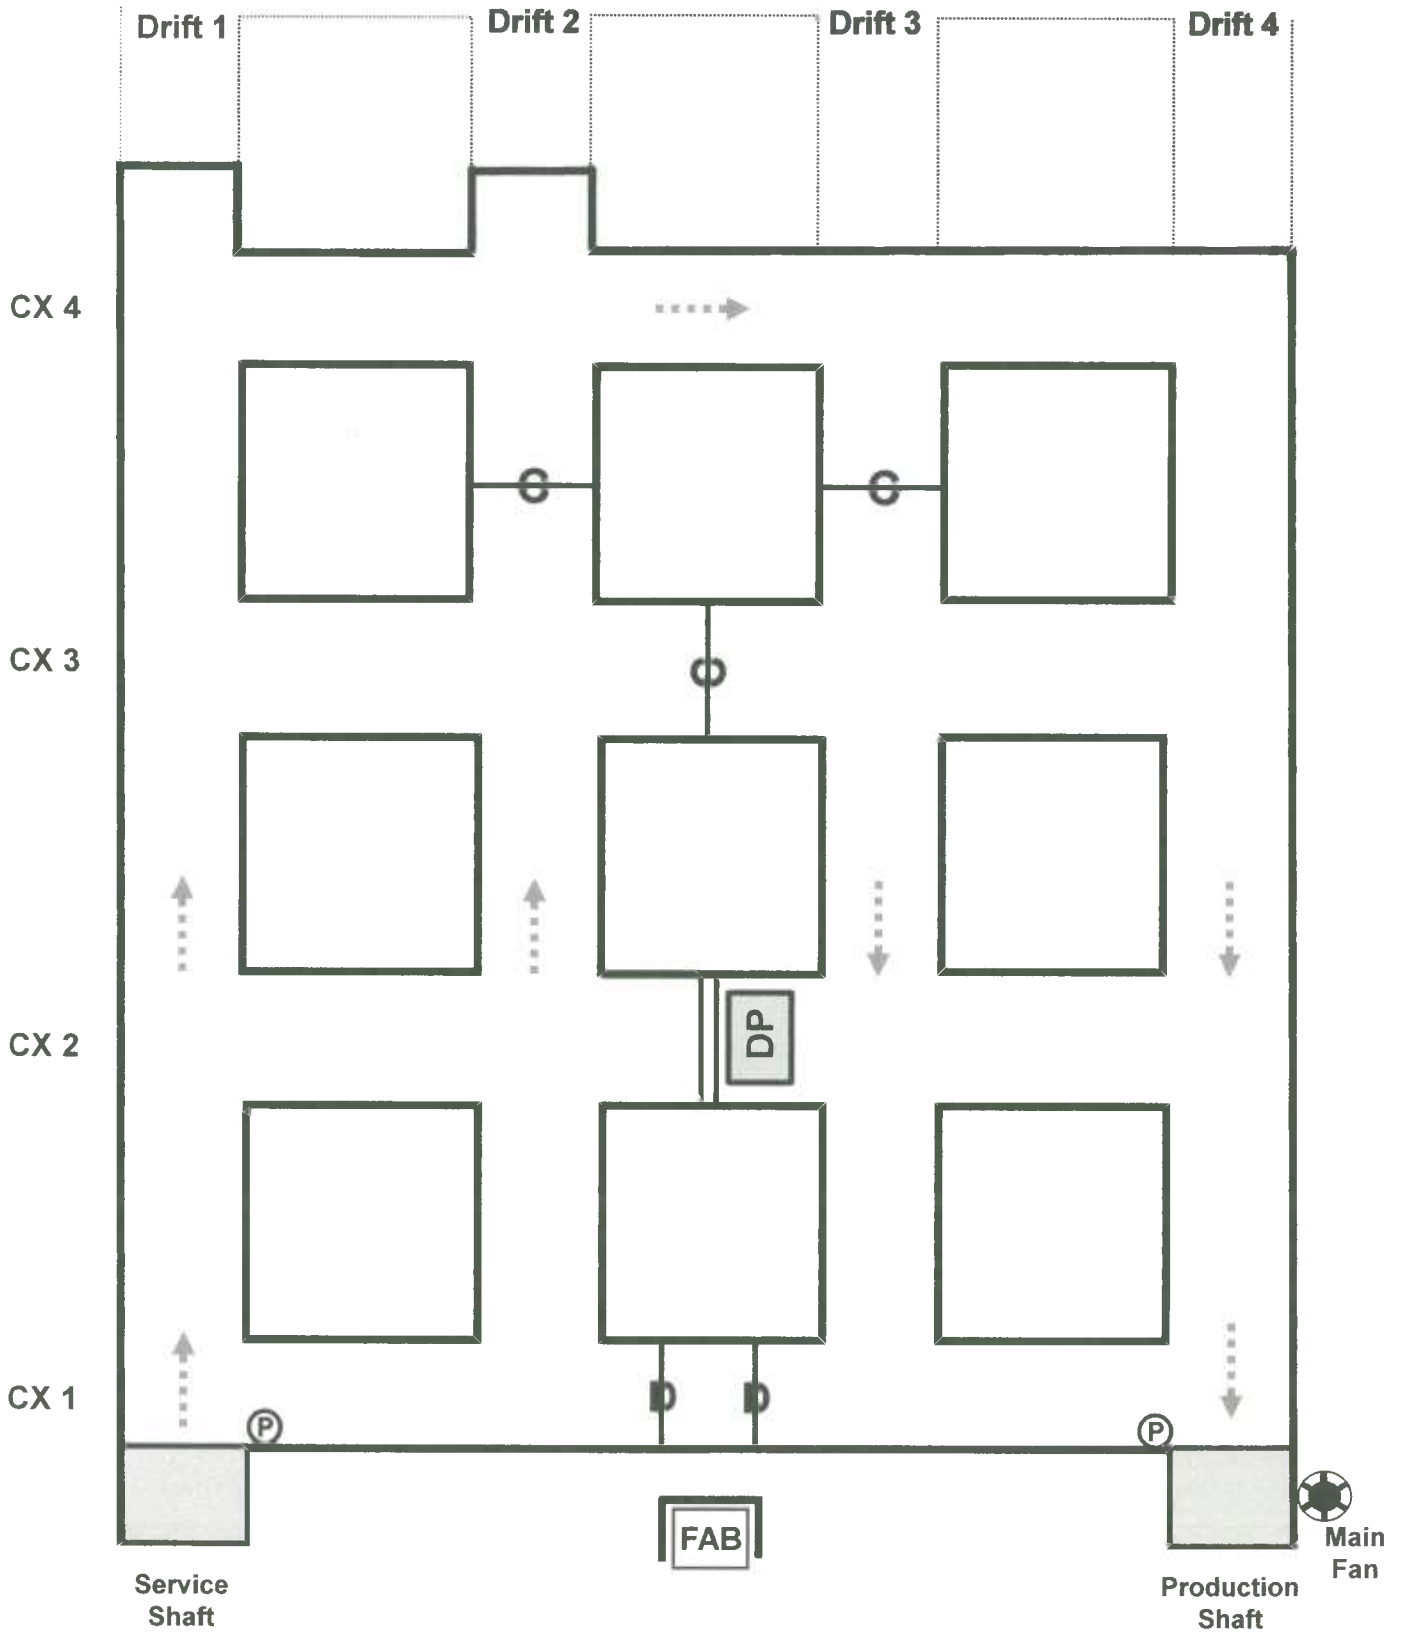 Drift 1
Drift 2
Drift 3
Drift 4
CX 4
C
C
CX 3
C
CX 2
DP
CX 1
D
D
P
P
FAB
Main
Fan
Service
Shaft
Production
Shaft